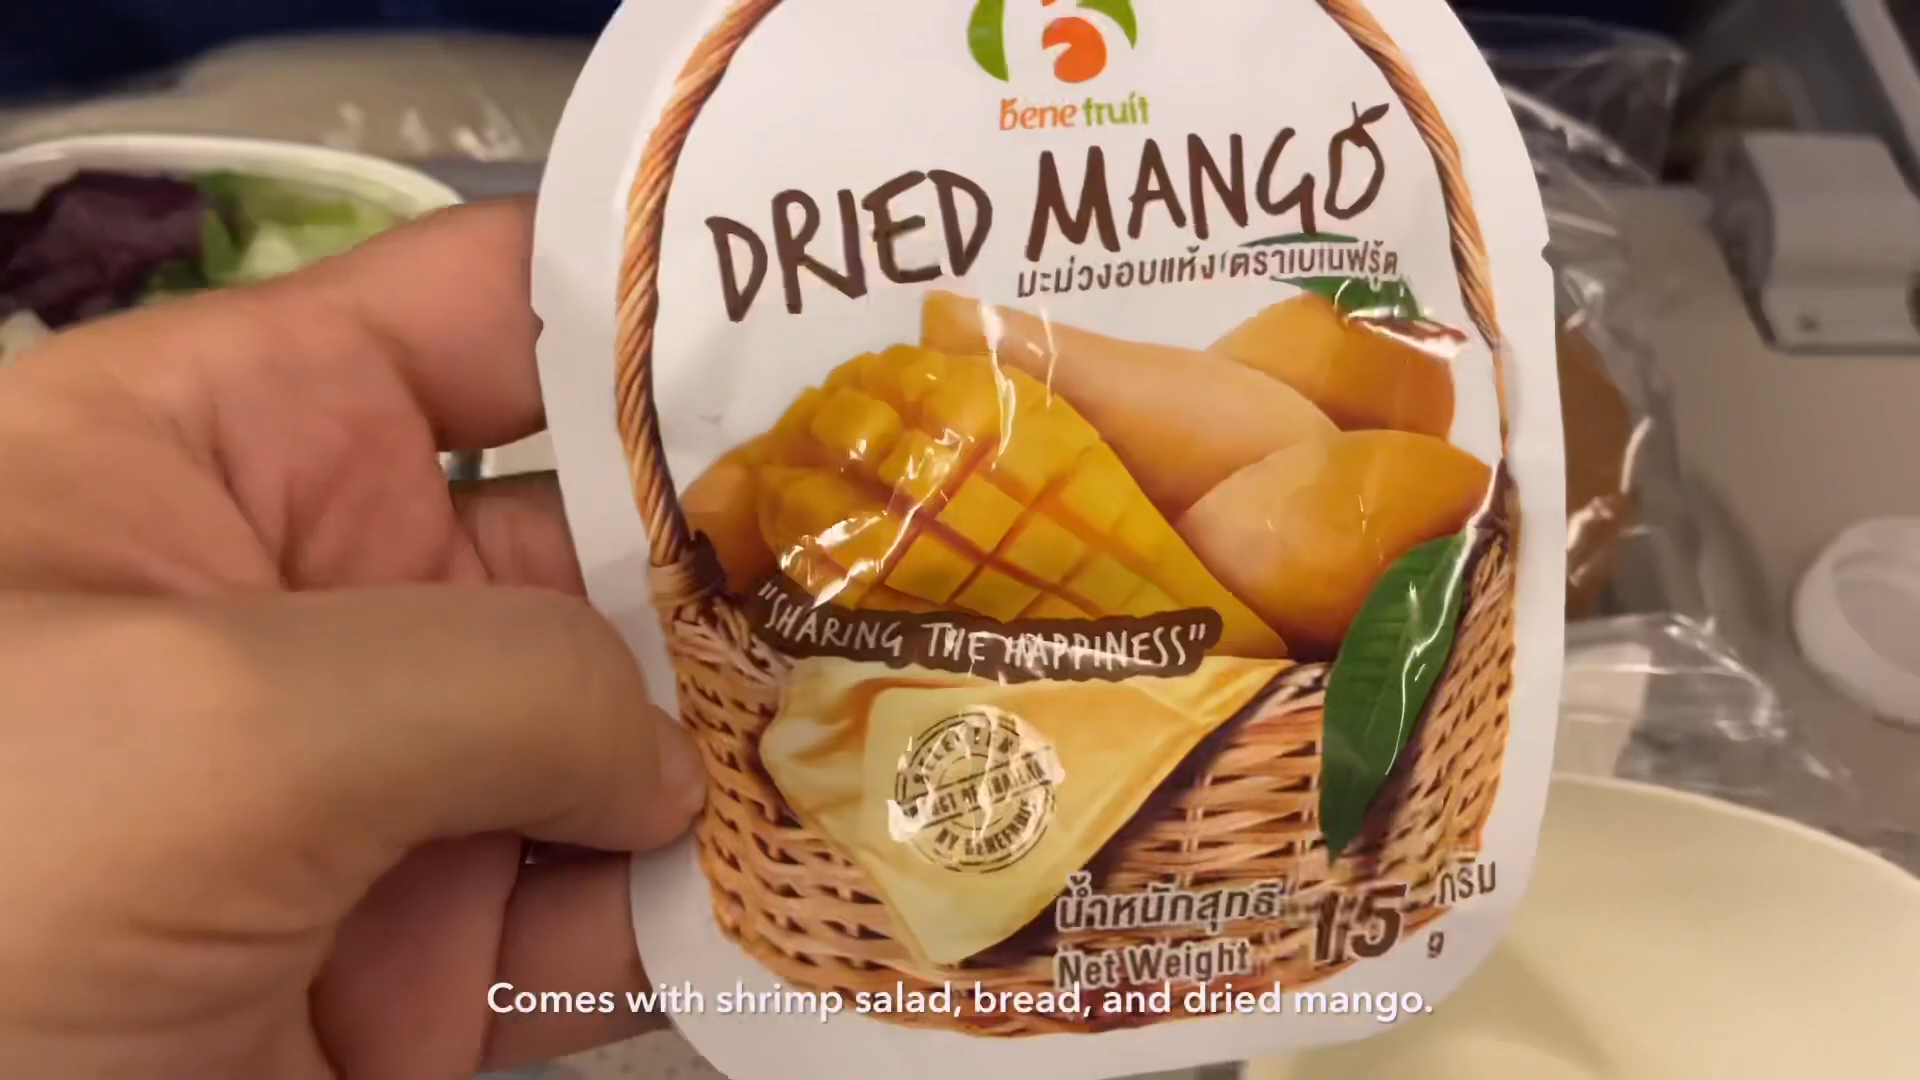 Bene fruit
DRIED MANGO
มะม่วงอบแห้ง ตราเบเนฟรุ้ต
"SHARING THE HAPPINESS"
BY BENEFRUIT
น้ำหนักสุทธิ 15 กรัม
Net Weight g
Comes with shrimp salad, bread, and dried mango.